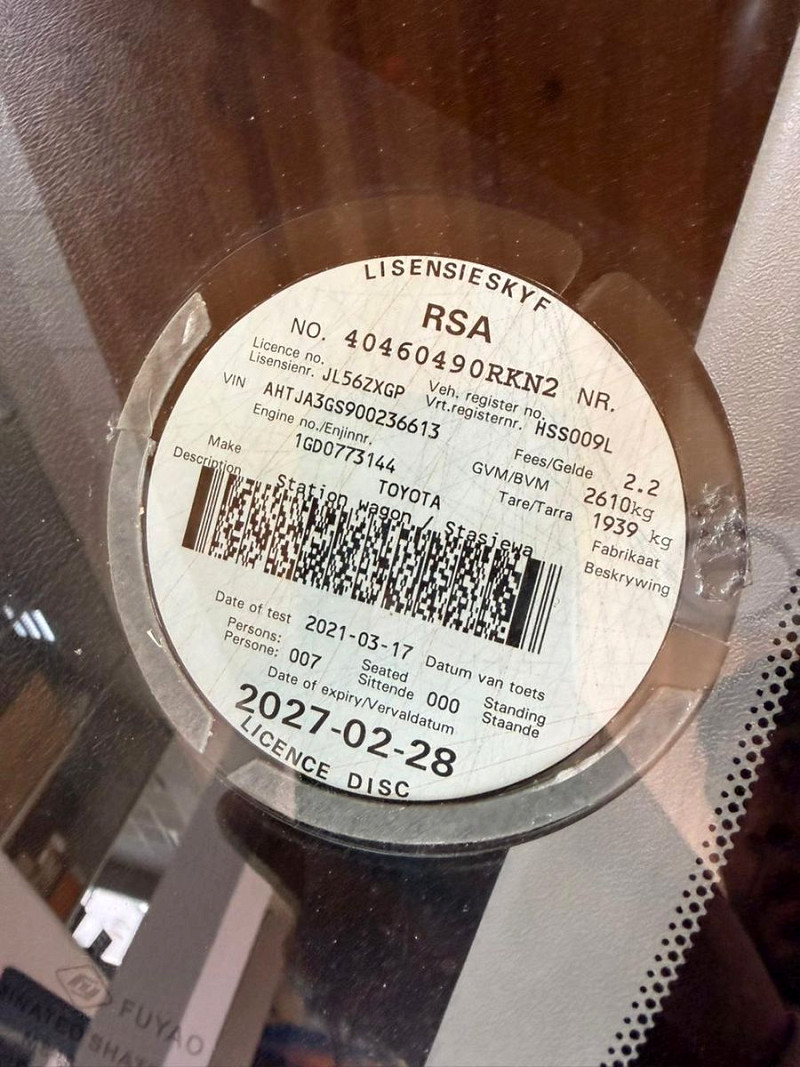 LISENSIESKYF
RSA
NO. 40460490RKN2 NR.
Licence no. Lisensienr. JL56ZXGP Veh. register no. Vrt.registernr. HSS009L
VIN AHTJA3GS900236613 Fees/Gelde 2.2
Engine no./Enjinnr. 1GD0773144 GVM/BVM 2610kg
Tare/Tarra 1939 kg
Make TOYOTA Fabrikaat
Description Station wagon / Stasiewa Beskrywing
Date of test 2021-03-17 Datum van toets
Persons: Persone: 007 Seated Sittende 000 Standing Staande
Date of expiry/Vervaldatum
2027-02-28
LICENCE DISC
FUYAO